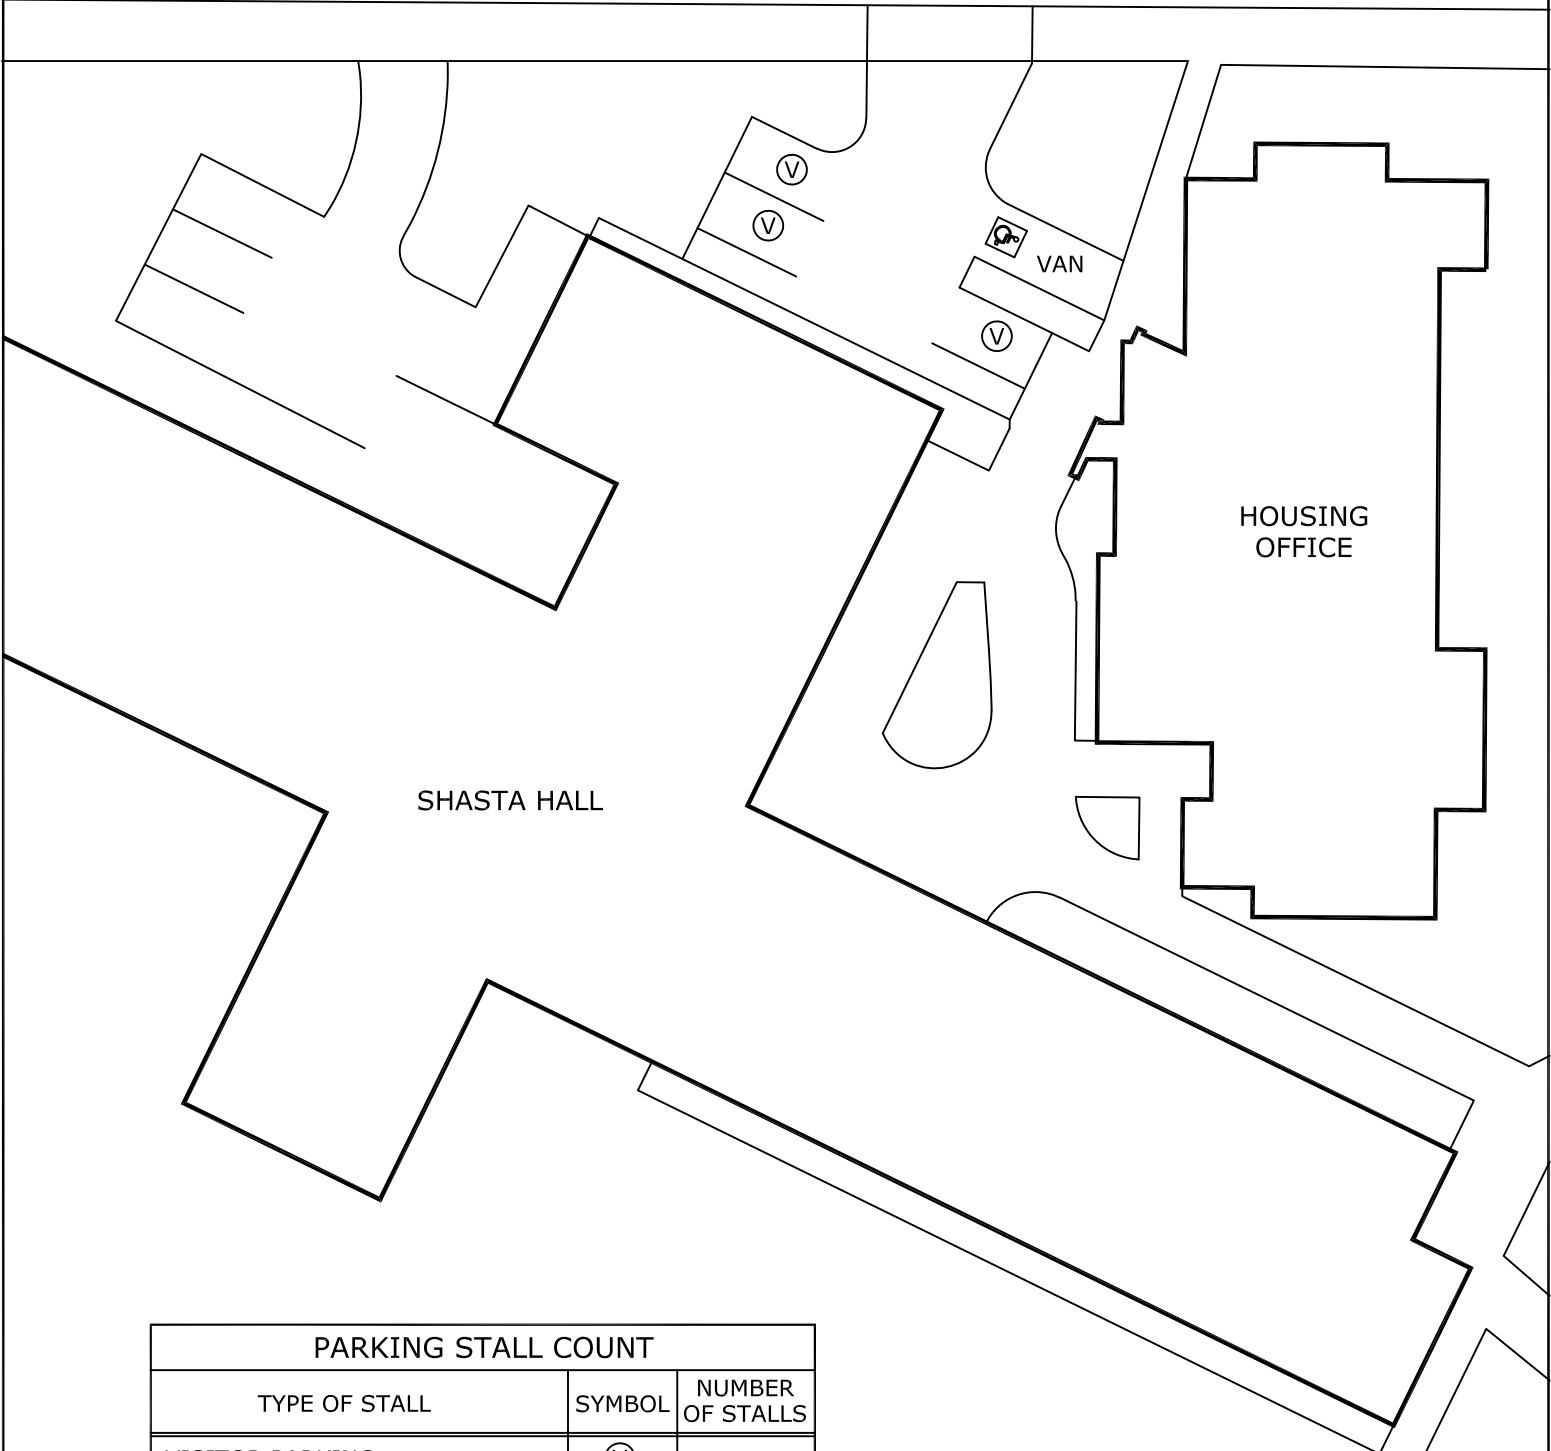 V
V
VAN
V
HOUSING
OFFICE
SHASTA HALL
PARKING STALL COUNT
TYPE OF STALL
SYMBOL
NUMBER
OF STALLS